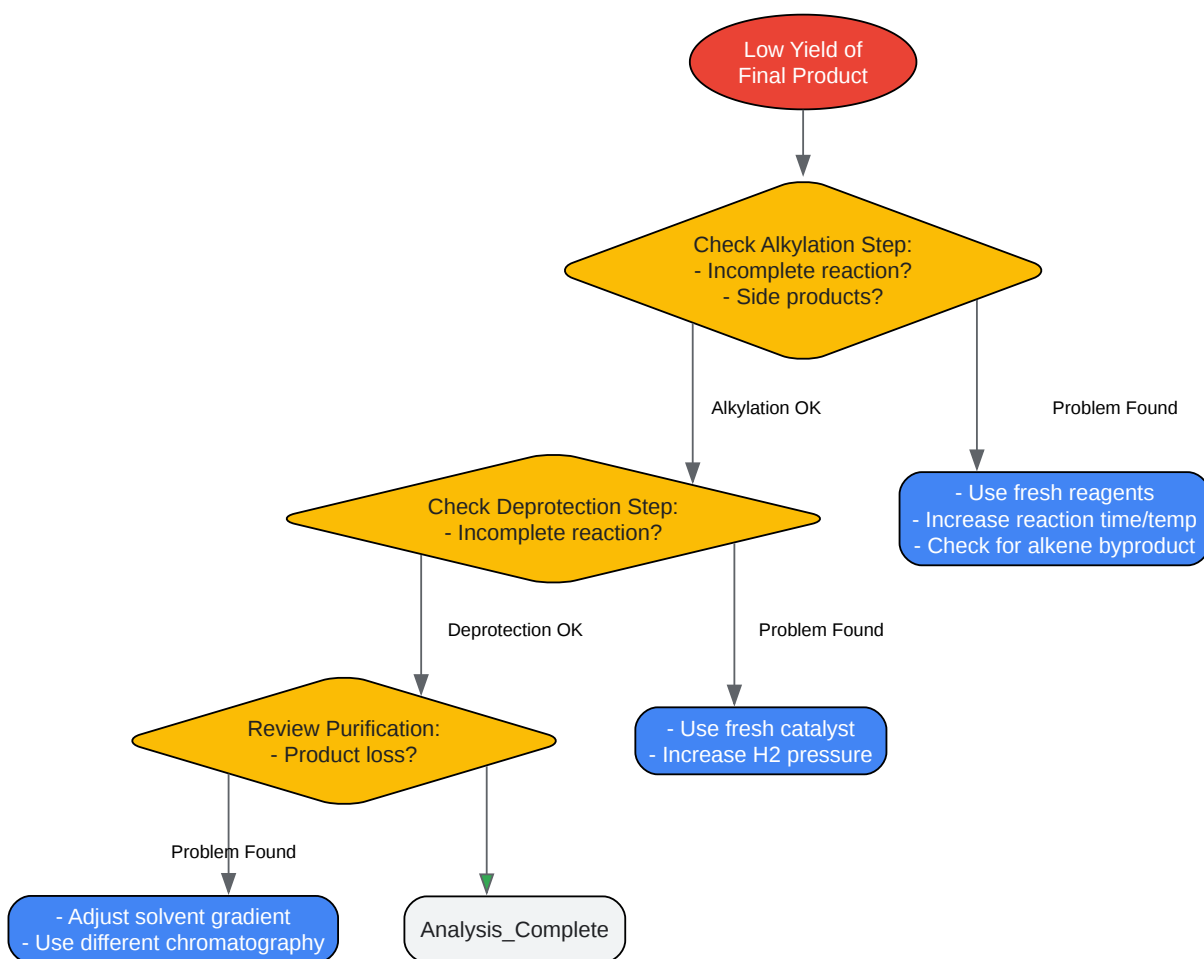 Low Yield of
Final Product
Check Alkylation Step:
- Incomplete reaction?
- Side products?
Alkylation OK
Problem Found
- Use fresh reagents
- Increase reaction time/temp
- Check for alkene byproduct
Check Deprotection Step:
- Incomplete reaction?
Deprotection OK
Problem Found
- Use fresh catalyst
- Increase H2 pressure
Review Purification:
- Product loss?
Problem Found
- Adjust solvent gradient
- Use different chromatography
Analysis_Complete